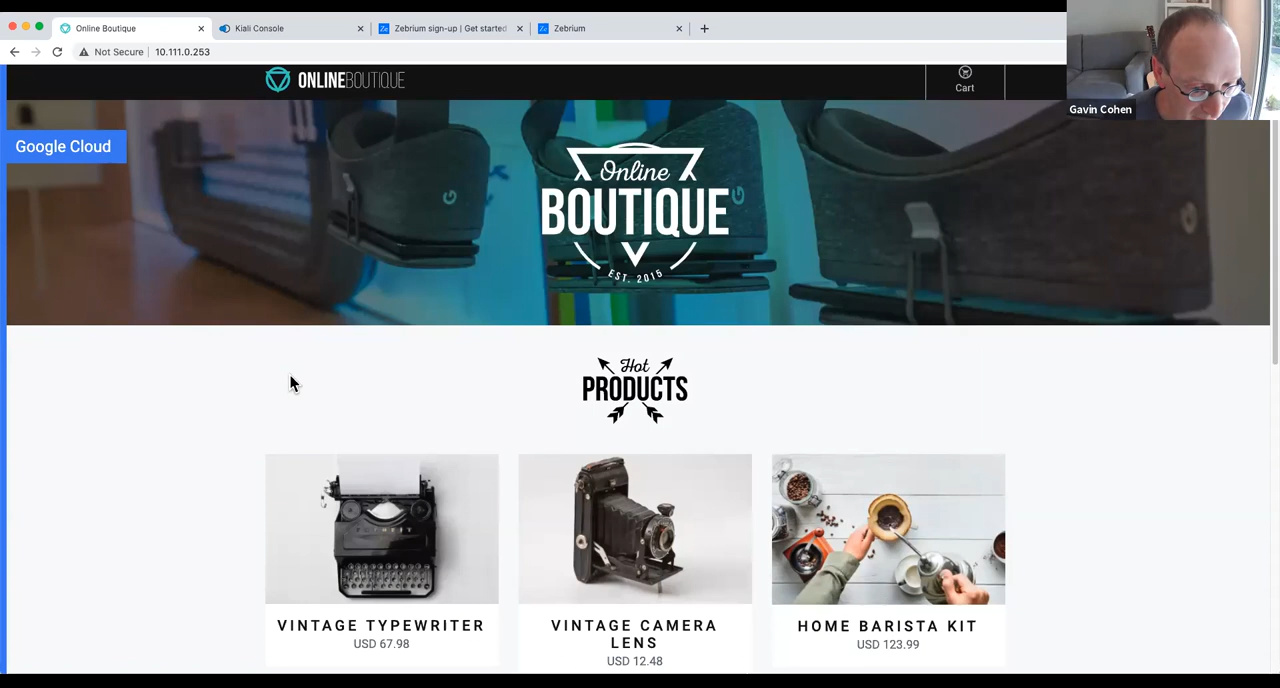 Online Boutique
Kiali Console
Zebrium sign-up | Get started
Zebrium
Not Secure
10.111.0.253
ONLINEBOUTIQUE
Cart
Gavin Cohen
Google Cloud
Online
BOUTIQUE
EST. 2015
Hot
PRODUCTS
VINTAGE TYPEWRITER
USD 67.98
VINTAGE CAMERA
LENS
USD 12.48
HOME BARISTA KIT
USD 123.99